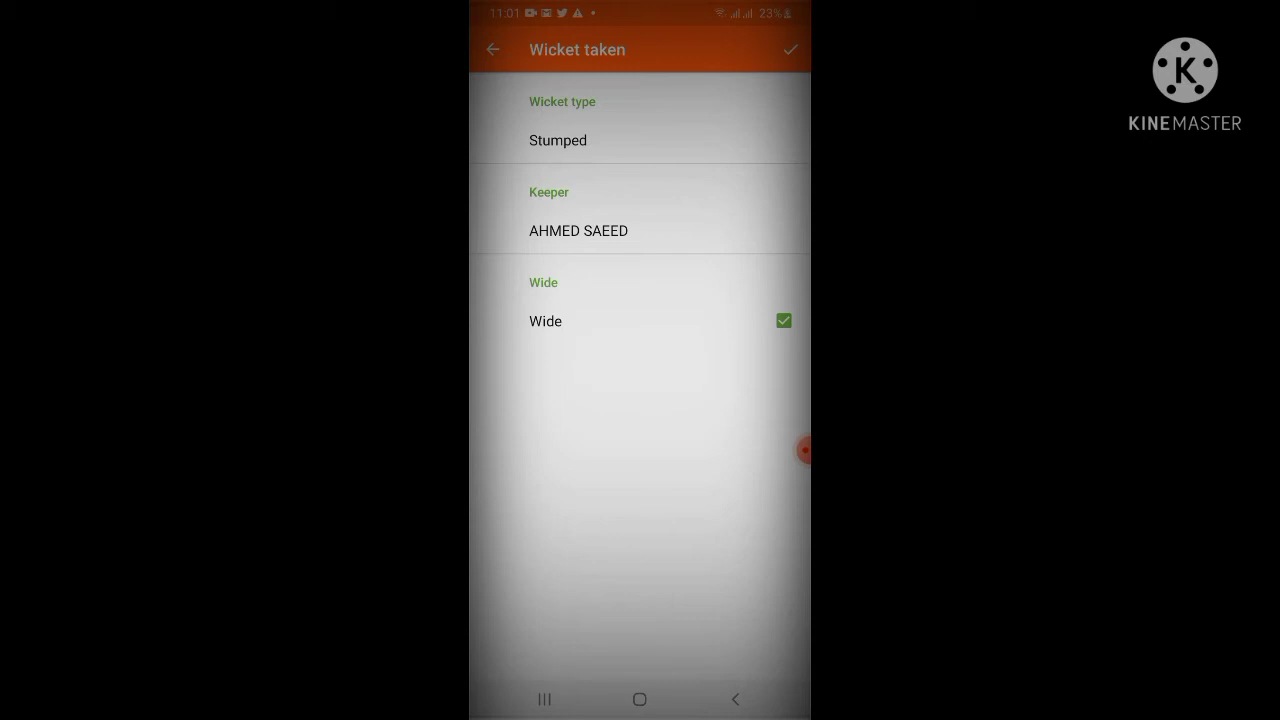 11:01
23%
Wicket taken
Wicket type
Stumped
Keeper
AHMED SAEED
Wide
Wide
K
KINEMASTER